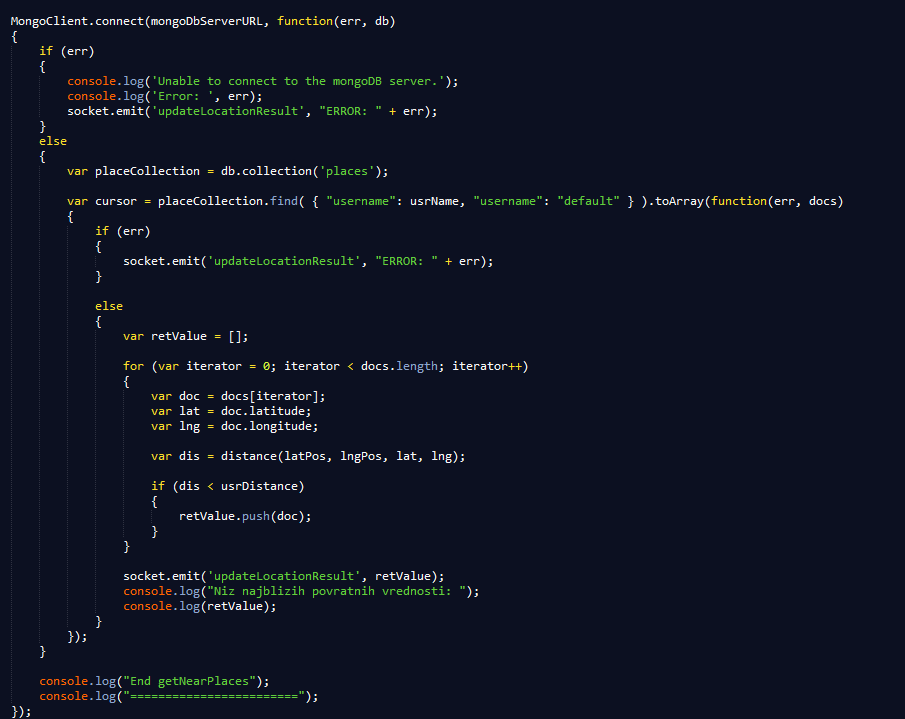 MongoClient.connect(mongoDbServerURL, function(err, db)
{
    if (err)
    {
        console.log('Unable to connect to the mongoDB server.');
        console.log('Error: ', err);
        socket.emit('updateLocationResult', "ERROR: " + err);
    }
    else
    {
        var placeCollection = db.collection('places');

        var cursor = placeCollection.find( { "username": usrName, "username": "default" } ).toArray(function(err, docs)
        {
            if (err)
            {
                socket.emit('updateLocationResult', "ERROR: " + err);
            }

            else
            {
                var retValue = [];

                for (var iterator = 0; iterator < docs.length; iterator++)
                {
                    var doc = docs[iterator];
                    var lat = doc.latitude;
                    var lng = doc.longitude;

                    var dis = distance(latPos, lngPos, lat, lng);

                    if (dis < usrDistance)
                    {
                        retValue.push(doc);
                    }
                }

                socket.emit('updateLocationResult', retValue);
                console.log("Niz najblizih povratnih vrednosti: ");
                console.log(retValue);
            }
        });
    }

    console.log("End getNearPlaces");
    console.log("========================");
});